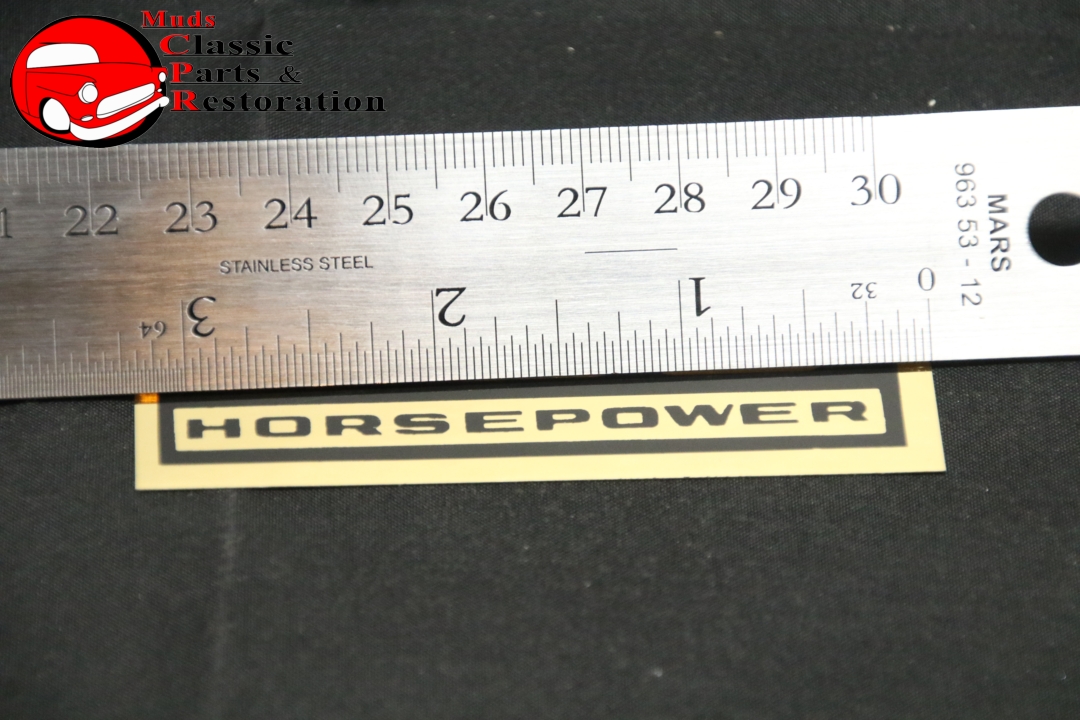 Muds
Classic
Parts &
Restoration
22 23 24 25 26 27 28 29 30
STAINLESS STEEL
MARS
963 53 - 12
64 3 2 1 32 0
HORSEPOWER